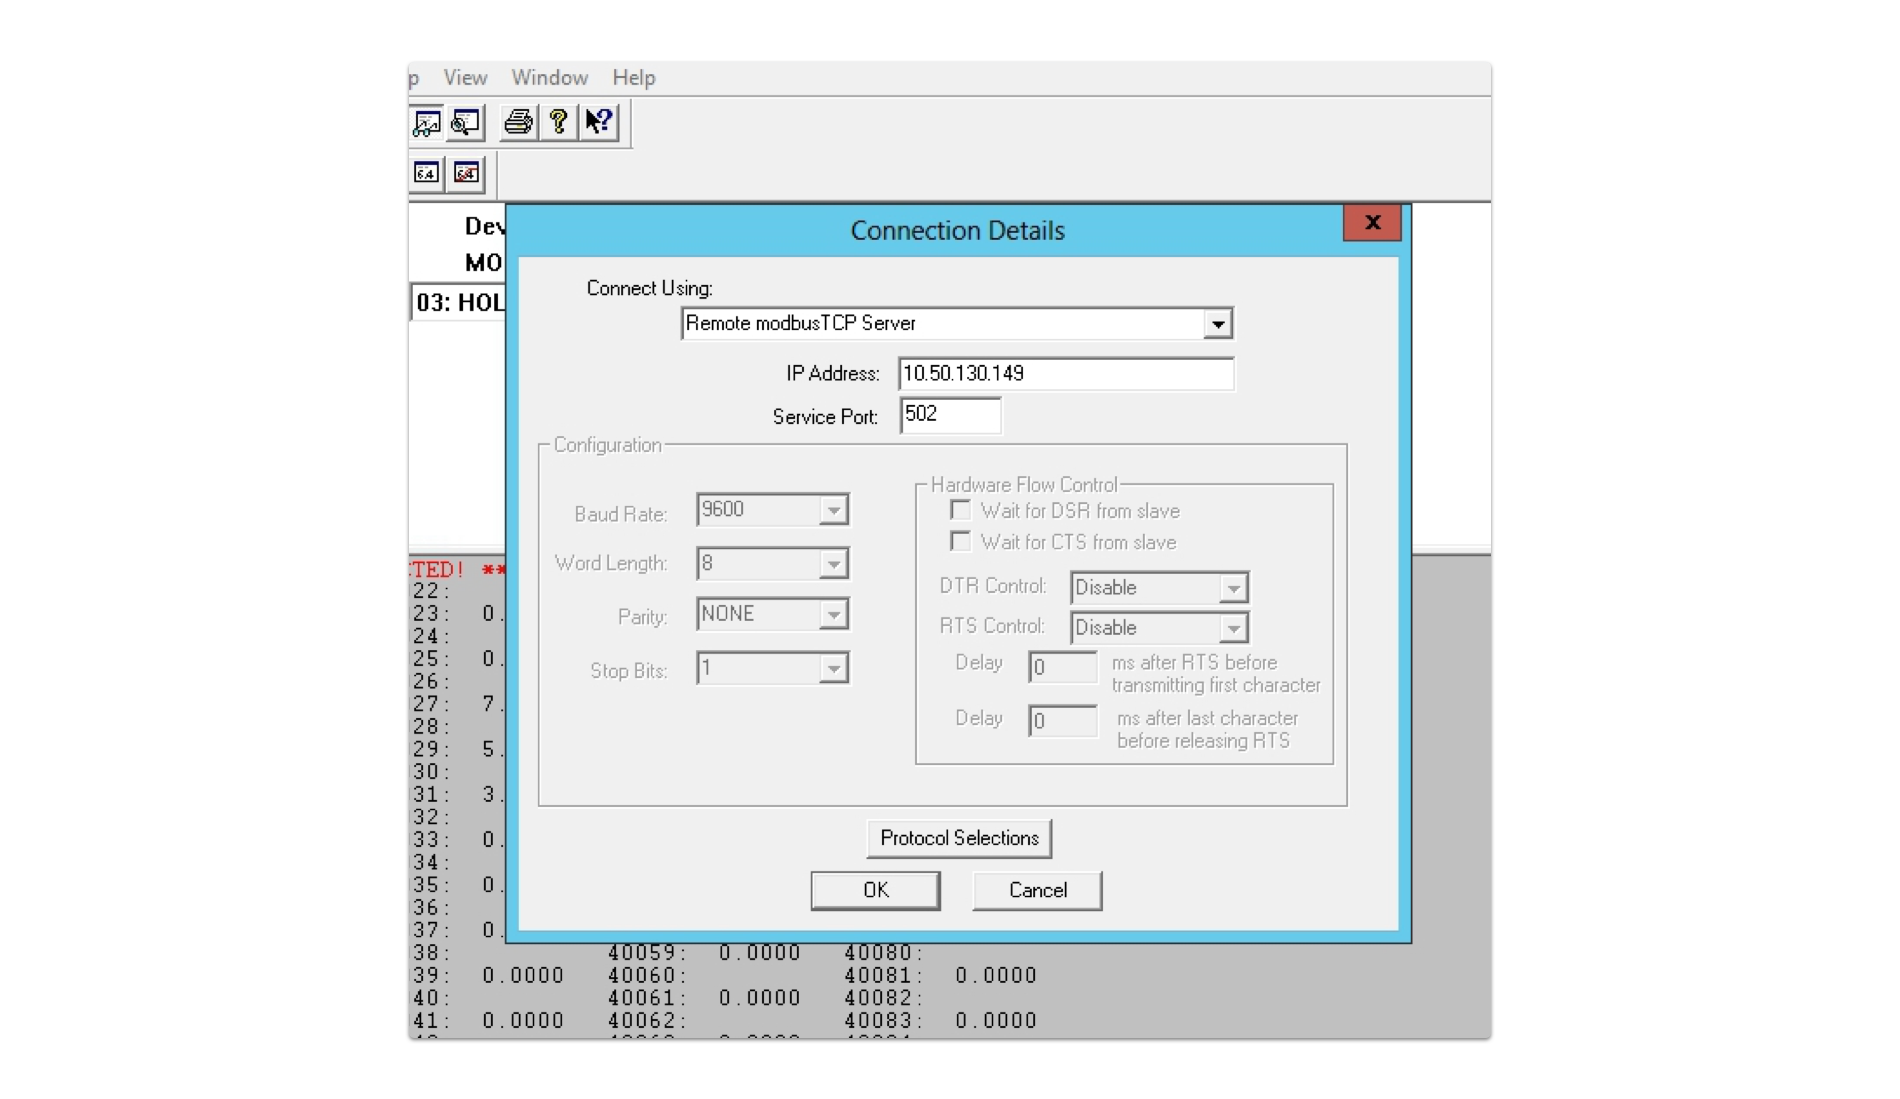 p View Window Help
Dev
MO
03: HOL
Connection Details
x
Connect Using:
Remote modbusTCP Server
IP Address: 10.50.130.149
Service Port: 502
Configuration
Baud Rate: 9600
Word Length: 8
Parity: NONE
Stop Bits: 1
Hardware Flow Control
Wait for DSR from slave
Wait for CTS from slave
DTR Control: Disable
RTS Control: Disable
Delay 0 ms after RTS before
transmitting first character
Delay 0 ms after last character
before releasing RTS
Protocol Selections
OK Cancel
TED! **
22:
23: 0.
24:
25: 0.
26:
27: 7.
28:
29: 5.
30:
31: 3.
32:
33: 0.
34:
35: 0.
36:
37: 0.
38: 40059: 0.0000 40080:
39: 0.0000 40060: 40081: 0.0000
40: 40061: 0.0000 40082:
41: 0.0000 40062: 40083: 0.0000